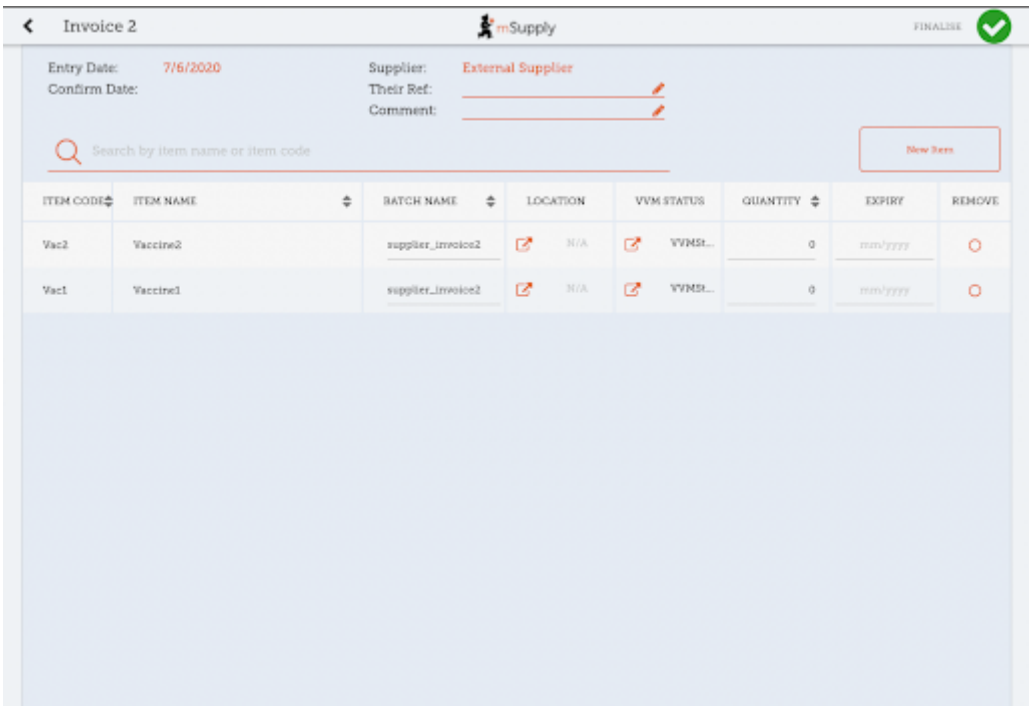 Invoice 2
mSupply
FINALISE
Entry Date: 7/6/2020
Supplier: External Supplier
Confirm Date:
Their Ref:
Comment:
Search by item name or item code
New Item
ITEM CODE ITEM NAME BATCH NAME LOCATION VVM STATUS QUANTITY EXPIRY REMOVE
Vac2 Vaccine2 supplier_invoice2 N/A VVMSt... 0 mm/yyyy
Vac1 Vaccine1 supplier_invoice2 N/A VVMSt... 0 mm/yyyy